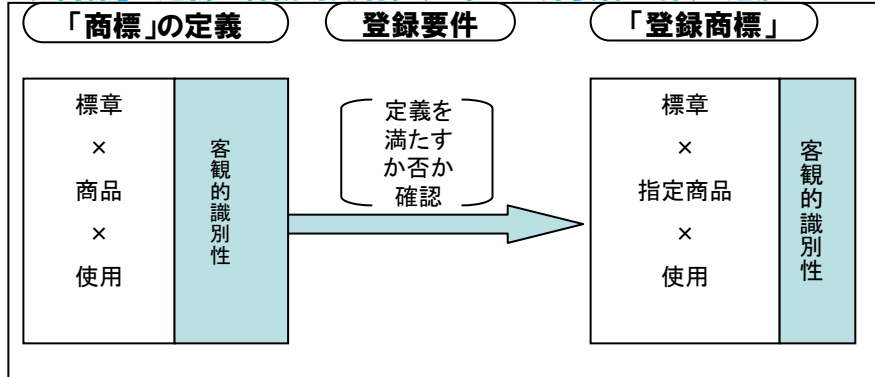 「商標」の定義
登録要件
「登録商標」
標章
×
商品
×
使用
客観的識別性
定義を
満たす
か否か
確認
標章
×
指定商品
×
使用
客観的識別性